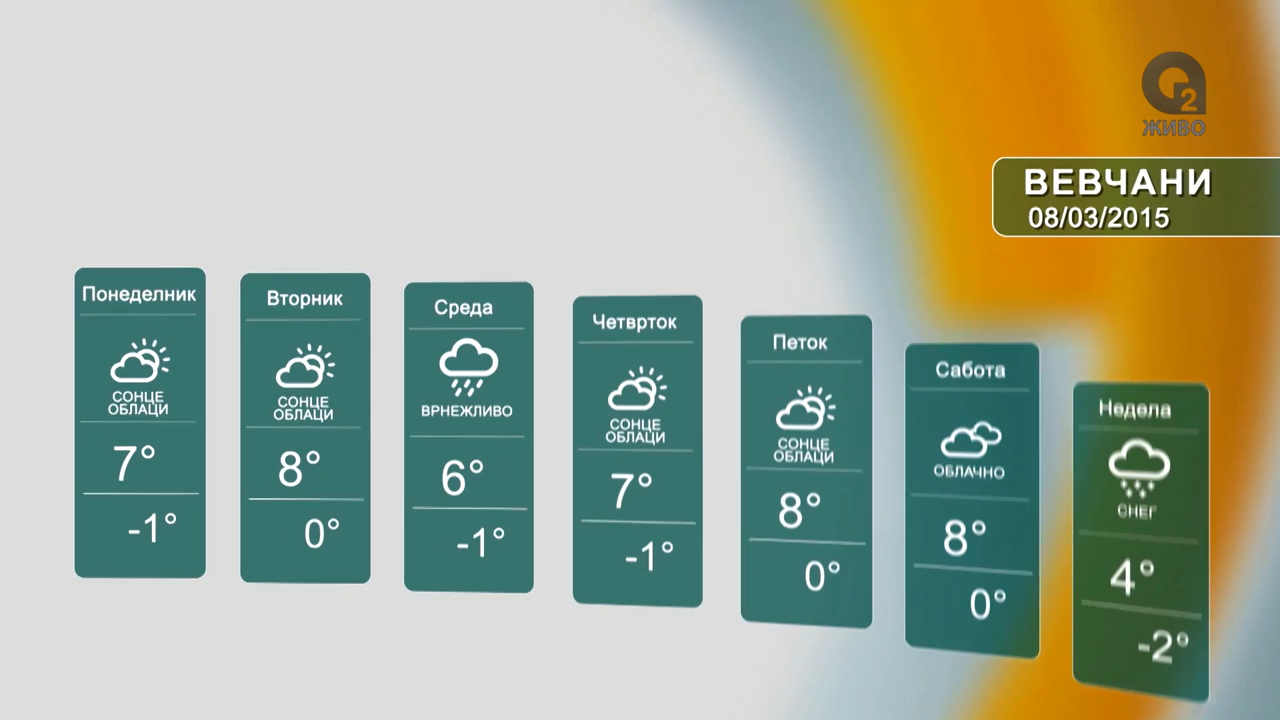 2
ЖИВО
ВЕВЧАНИ
08/03/2015
Понеделник
СОНЦЕ
ОБЛАЦИ
7°
-1°
Вторник
СОНЦЕ
ОБЛАЦИ
8°
0°
Среда
ВРНЕЖЛИВО
6°
-1°
Четврток
СОНЦЕ
ОБЛАЦИ
7°
-1°
Петок
СОНЦЕ
ОБЛАЦИ
8°
0°
Сабота
ОБЛАЧНО
8°
0°
Недела
СНЕГ
4°
-2°